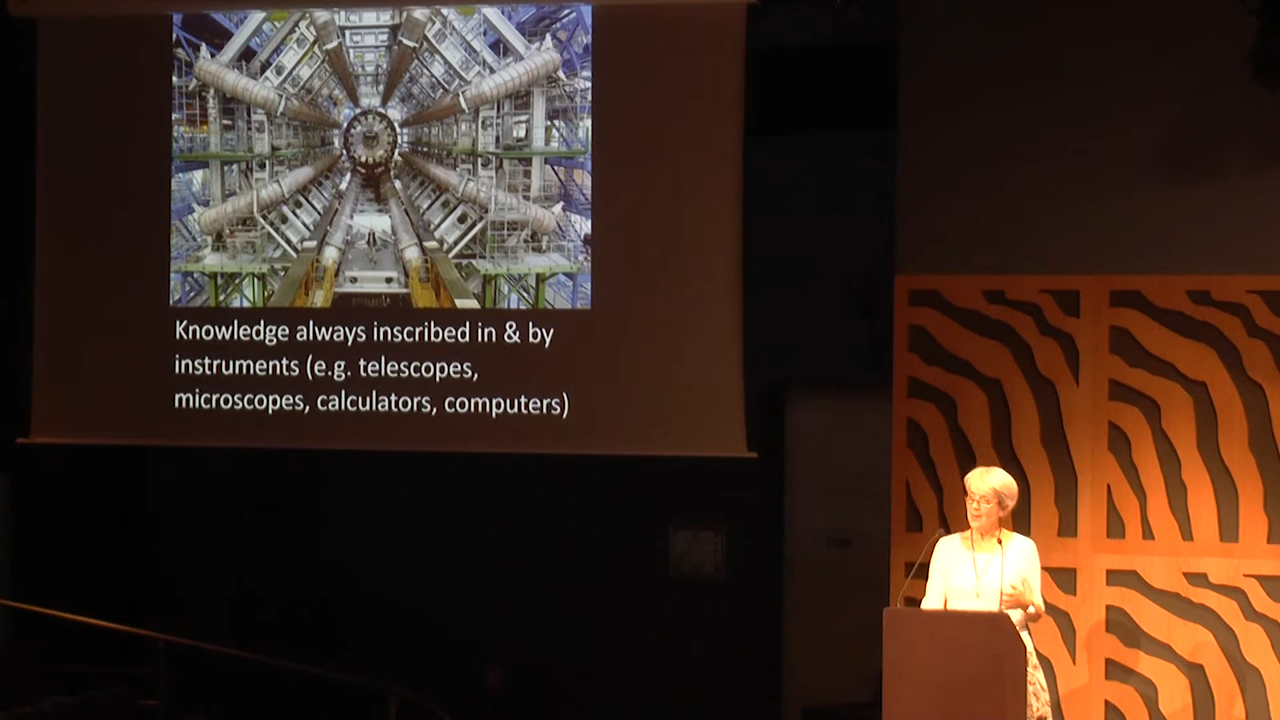 Knowledge always inscribed in & by
instruments (e.g. telescopes,
microscopes, calculators, computers)